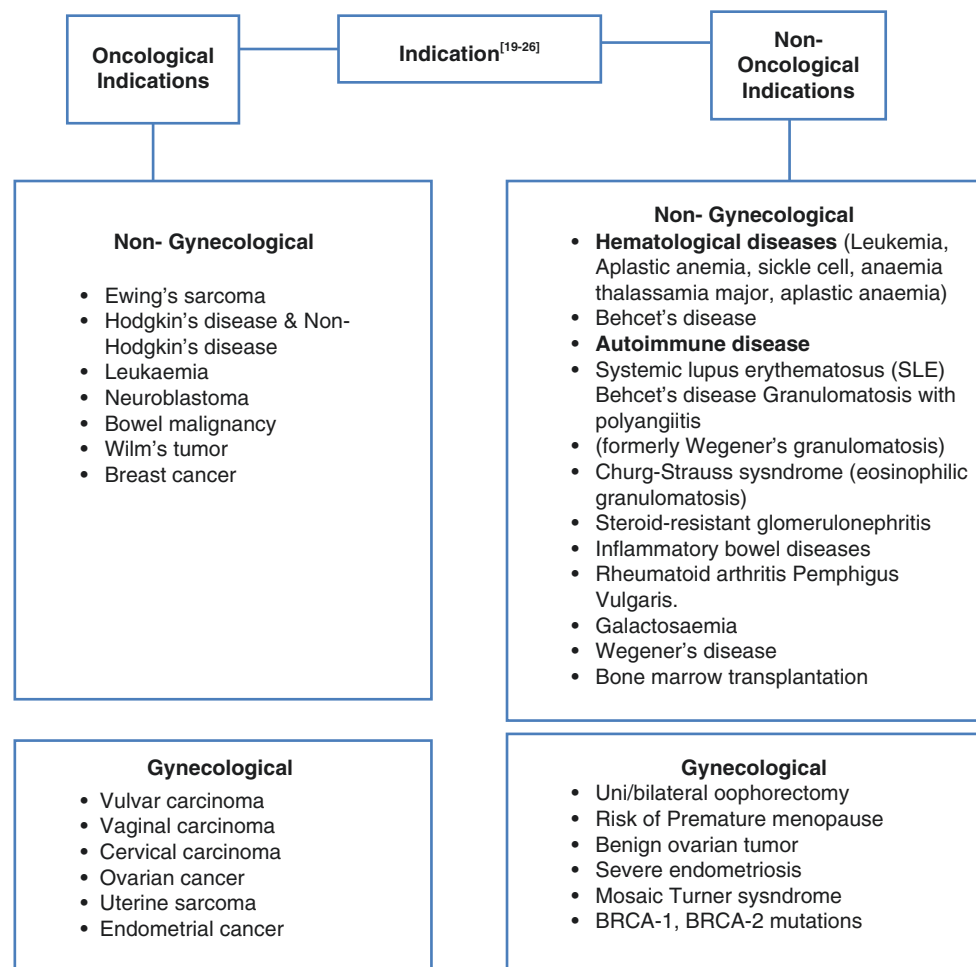 Oncological
Indications
Indication[19-26]
Non-
Oncological
Indications
Non- Gynecological
• Ewing's sarcoma
• Hodgkin's disease & Non-
Hodgkin's disease
• Leukaemia
• Neuroblastoma
• Bowel malignancy
• Wilm's tumor
• Breast cancer
Non- Gynecological
• Hematological diseases (Leukemia,
Aplastic anemia, sickle cell, anaemia
thalassamia major, aplastic anaemia)
• Behcet's disease
• Autoimmune disease
• Systemic lupus erythematosus (SLE)
Behcet's disease Granulomatosis with
polyangiitis
• (formerly Wegener's granulomatosis)
• Churg-Strauss sysndrome (eosinophilic
granulomatosis)
• Steroid-resistant glomerulonephritis
• Inflammatory bowel diseases
• Rheumatoid arthritis Pemphigus
Vulgaris.
• Galactosaemia
• Wegener's disease
• Bone marrow transplantation
Gynecological
• Vulvar carcinoma
• Vaginal carcinoma
• Cervical carcinoma
• Ovarian cancer
• Uterine sarcoma
• Endometrial cancer
Gynecological
• Uni/bilateral oophorectomy
• Risk of Premature menopause
• Benign ovarian tumor
• Severe endometriosis
• Mosaic Turner sysndrome
• BRCA-1, BRCA-2 mutations